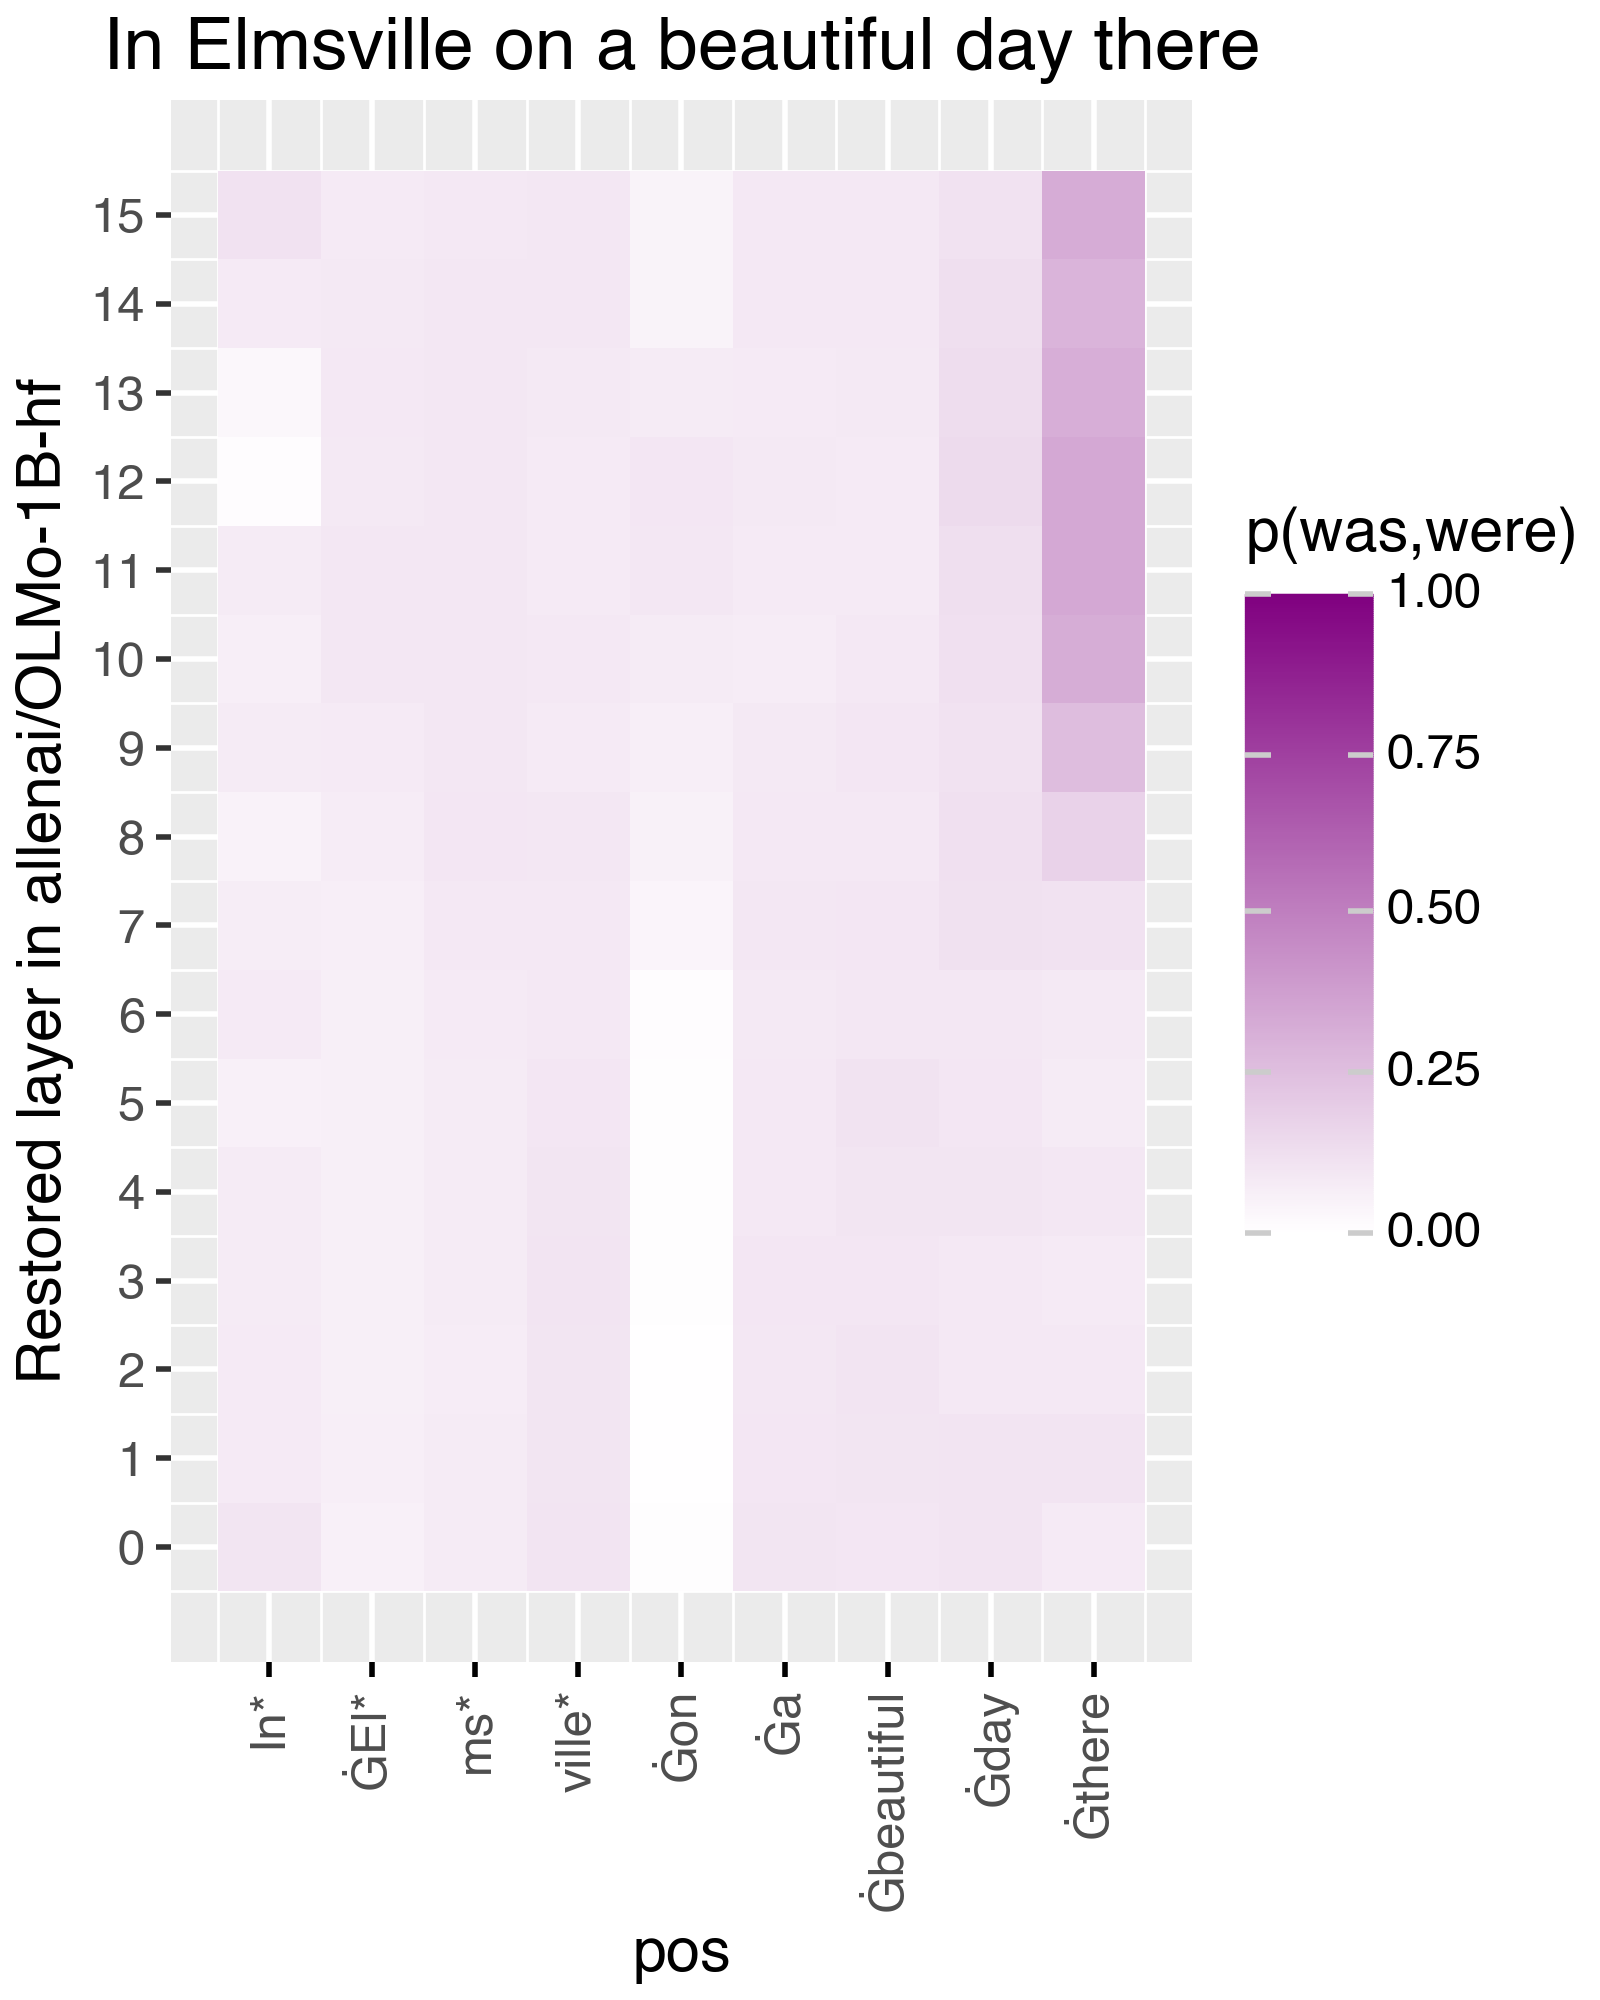 In Elmsville on a beautiful day there
Restored layer in allenai/OLMo-1B-hf
15
14
13
12
11
10
9
8
7
6
5
4
3
2
1
0
In*
ĠEl*
ms*
ville*
Ġon
Ġa
Ġbeautiful
Ġday
Ġthere
pos
p(was,were)
1.00
0.75
0.50
0.25
0.00